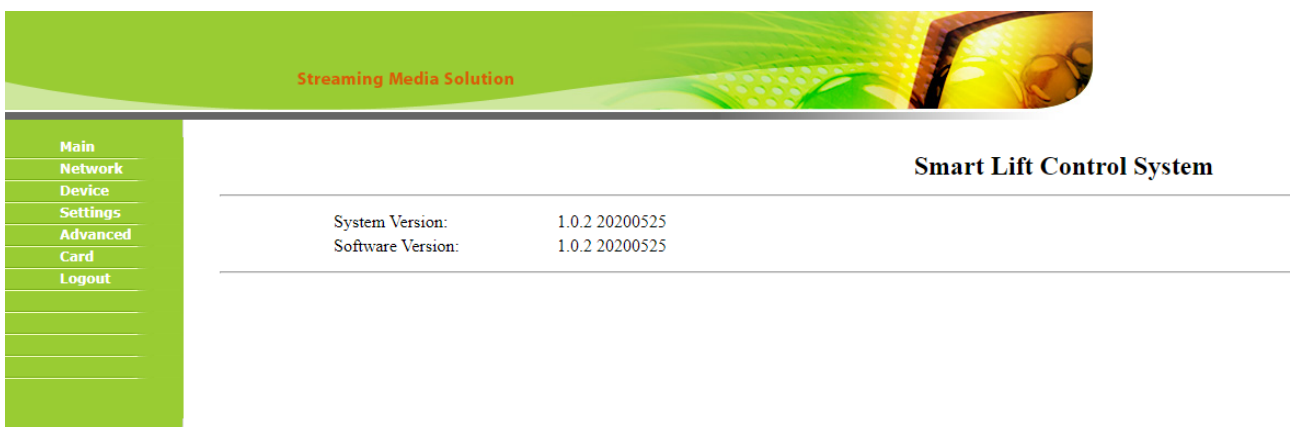 Streaming Media Solution
Main
Network
Device
Settings
Advanced
Card
Logout
Smart Lift Control System
System Version: 1.0.2 20200525
Software Version: 1.0.2 20200525